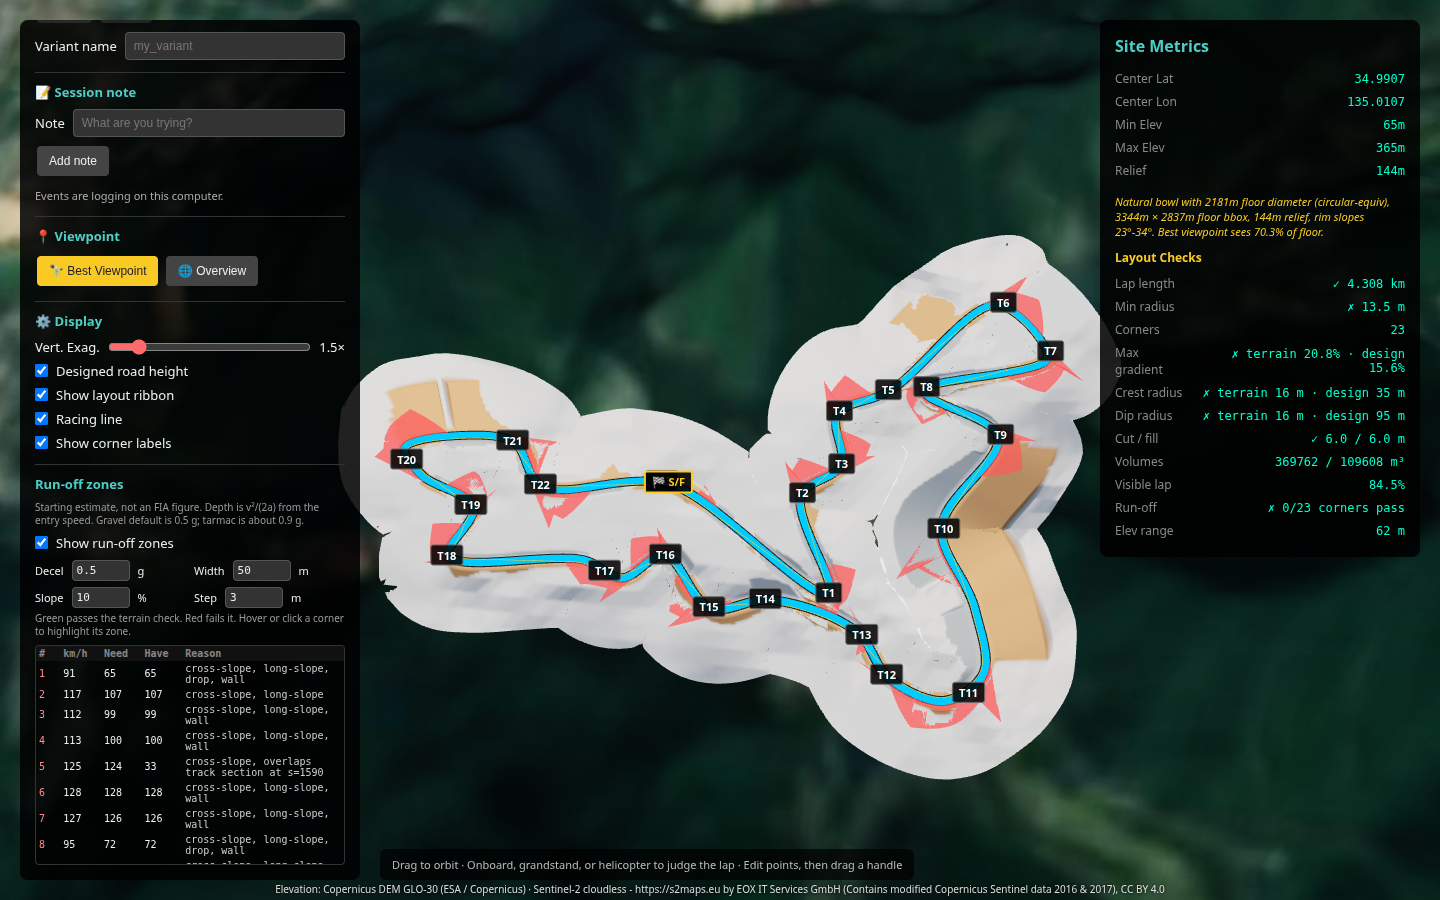 Variant name my_variant
📝 Session note
Note What are you trying?
Add note
Events are logging on this computer.
📍 Viewpoint
🔭 Best Viewpoint 🌐 Overview
⚙️ Display
Vert. Exag. 1.5×
Designed road height
Show layout ribbon
Racing line
Show corner labels
Run-off zones
Starting estimate, not an FIA figure. Depth is v²/(2a) from the
entry speed. Gravel default is 0.5 g; tarmac is about 0.9 g.
Show run-off zones
Decel 0.5 g Width 50 m
Slope 10 % Step 3 m
Green passes the terrain check. Red fails it. Hover or click a corner
to highlight its zone.
# km/h Need Have Reason
1 91 65 65 cross-slope, long-slope,
drop, wall
2 117 107 107 cross-slope, long-slope
3 112 99 99 cross-slope, long-slope,
wall
4 113 100 100 cross-slope, long-slope,
wall
5 125 124 33 cross-slope, overlaps
track section at s=1590
6 128 128 128 cross-slope, long-slope,
wall
7 127 126 126 cross-slope, long-slope,
wall
8 95 72 72 cross-slope, long-slope,
drop, wall
T6
T7
T5
T8
T4
T9
T21
T20
T3
T22
🏁 S/F
T2
T19
T10
T18
T16
T17
T1
T14
T15
T13
T12
T11
Site Metrics
Center Lat 34.9907
Center Lon 135.0107
Min Elev 65m
Max Elev 365m
Relief 144m
Natural bowl with 2181m floor diameter (circular-equiv),
3344m × 2837m floor bbox, 144m relief, rim slopes
23°-34°. Best viewpoint sees 70.3% of floor.
Layout Checks
Lap length ✓ 4.308 km
Min radius ✗ 13.5 m
Corners 23
Max gradient ✗ terrain 20.8% · design
15.6%
Crest radius ✗ terrain 16 m · design 35 m
Dip radius ✗ terrain 16 m · design 95 m
Cut / fill ✓ 6.0 / 6.0 m
Volumes 369762 / 109608 m³
Visible lap 84.5%
Run-off ✗ 0/23 corners pass
Elev range 62 m
Drag to orbit · Onboard, grandstand, or helicopter to judge the lap · Edit points, then drag a handle
Elevation: Copernicus DEM GLO-30 (ESA / Copernicus) · Sentinel-2 cloudless - https://s2maps.eu by EOX IT Services GmbH (Contains modified Copernicus Sentinel data 2016 & 2017), CC BY 4.0